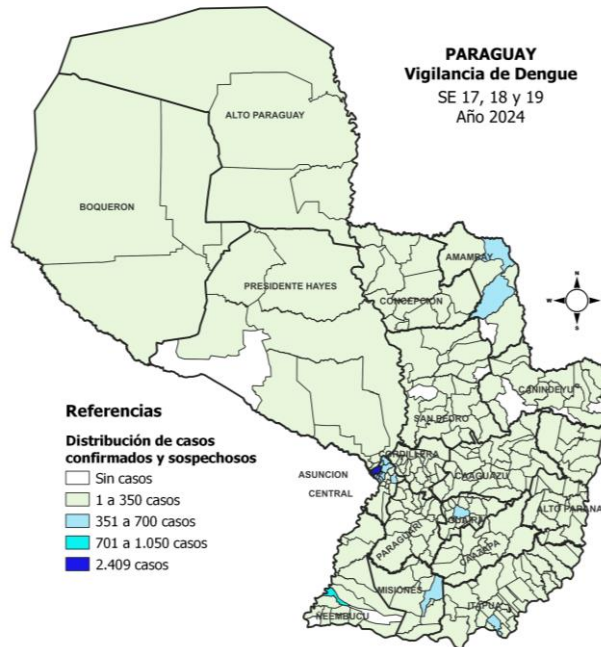 PARAGUAY
Vigilancia de Dengue
SE 17, 18 y 19
Año 2024
ALTO PARAGUAY
BOQUERON
AMAMBAY
PRESIDENTE HAYES
CONCEPCION
N
W
E
S
CANINDEYU
SAN PEDRO
Referencias
Distribución de casos
confirmados y sospechosos
Sin casos
1 a 350 casos
351 a 700 casos
701 a 1.050 casos
2.409 casos
CORDILLERA
ASUNCION
CENTRAL
CAAGUAZU
ALTO PARANA
GUAIRA
PARAGUARI
CAAZAPA
MISIONES
ITAPUA
ÑEEMBUCU